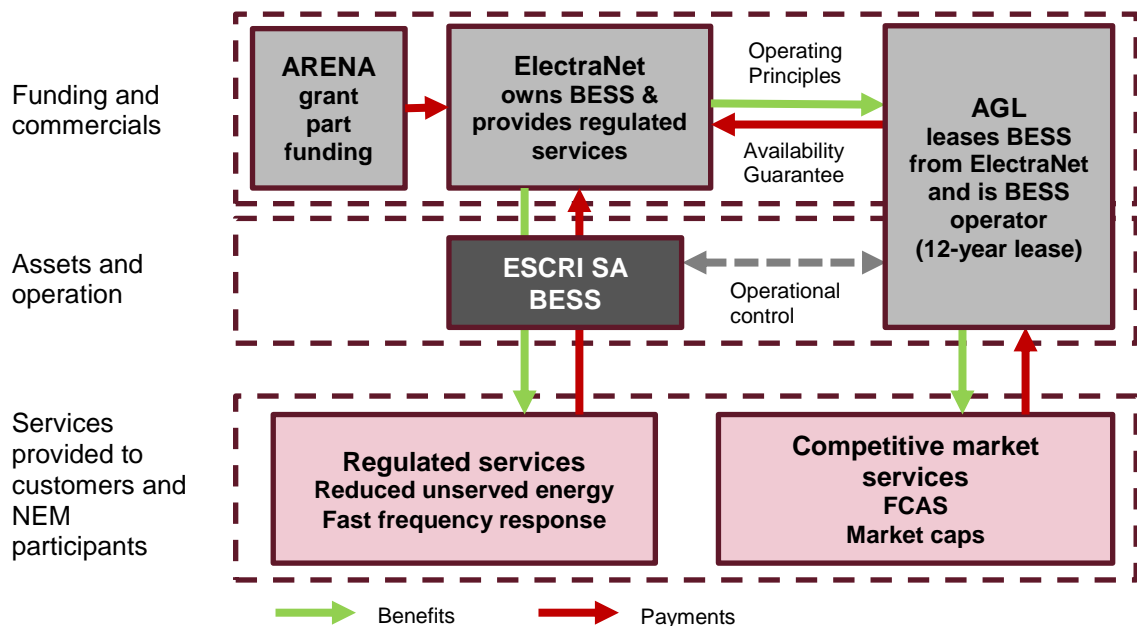 Funding and
commercials
ARENA
grant
part
funding
ElectraNet
owns BESS &
provides regulated
services
Operating
Principles
Availability
Guarantee
AGL
leases BESS
from ElectraNet
and is BESS
operator
(12-year lease)
Assets and
operation
ESCRI SA
BESS
Operational
control
Services
provided to
customers and
NEM
participants
Regulated services
Reduced unserved energy
Fast frequency response
Competitive market
services
FCAS
Market caps
Benefits
Payments